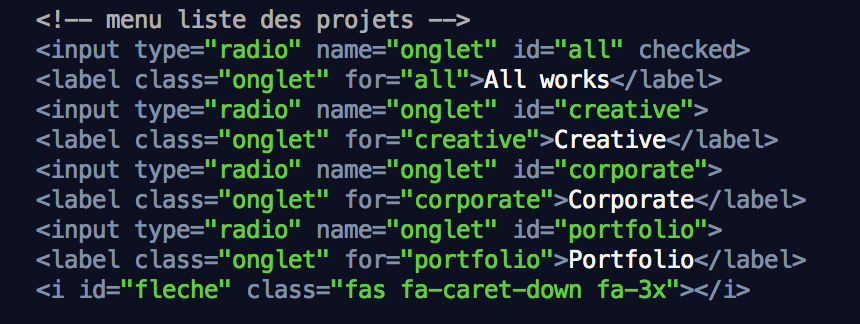 <!-- menu liste des projets -->
<input type="radio" name="onglet" id="all" checked>
<label class="onglet" for="all">All works</label>
<input type="radio" name="onglet" id="creative">
<label class="onglet" for="creative">Creative</label>
<input type="radio" name="onglet" id="corporate">
<label class="onglet" for="corporate">Corporate</label>
<input type="radio" name="onglet" id="portfolio">
<label class="onglet" for="portfolio">Portfolio</label>
<i id="fleche" class="fas fa-caret-down fa-3x"></i>